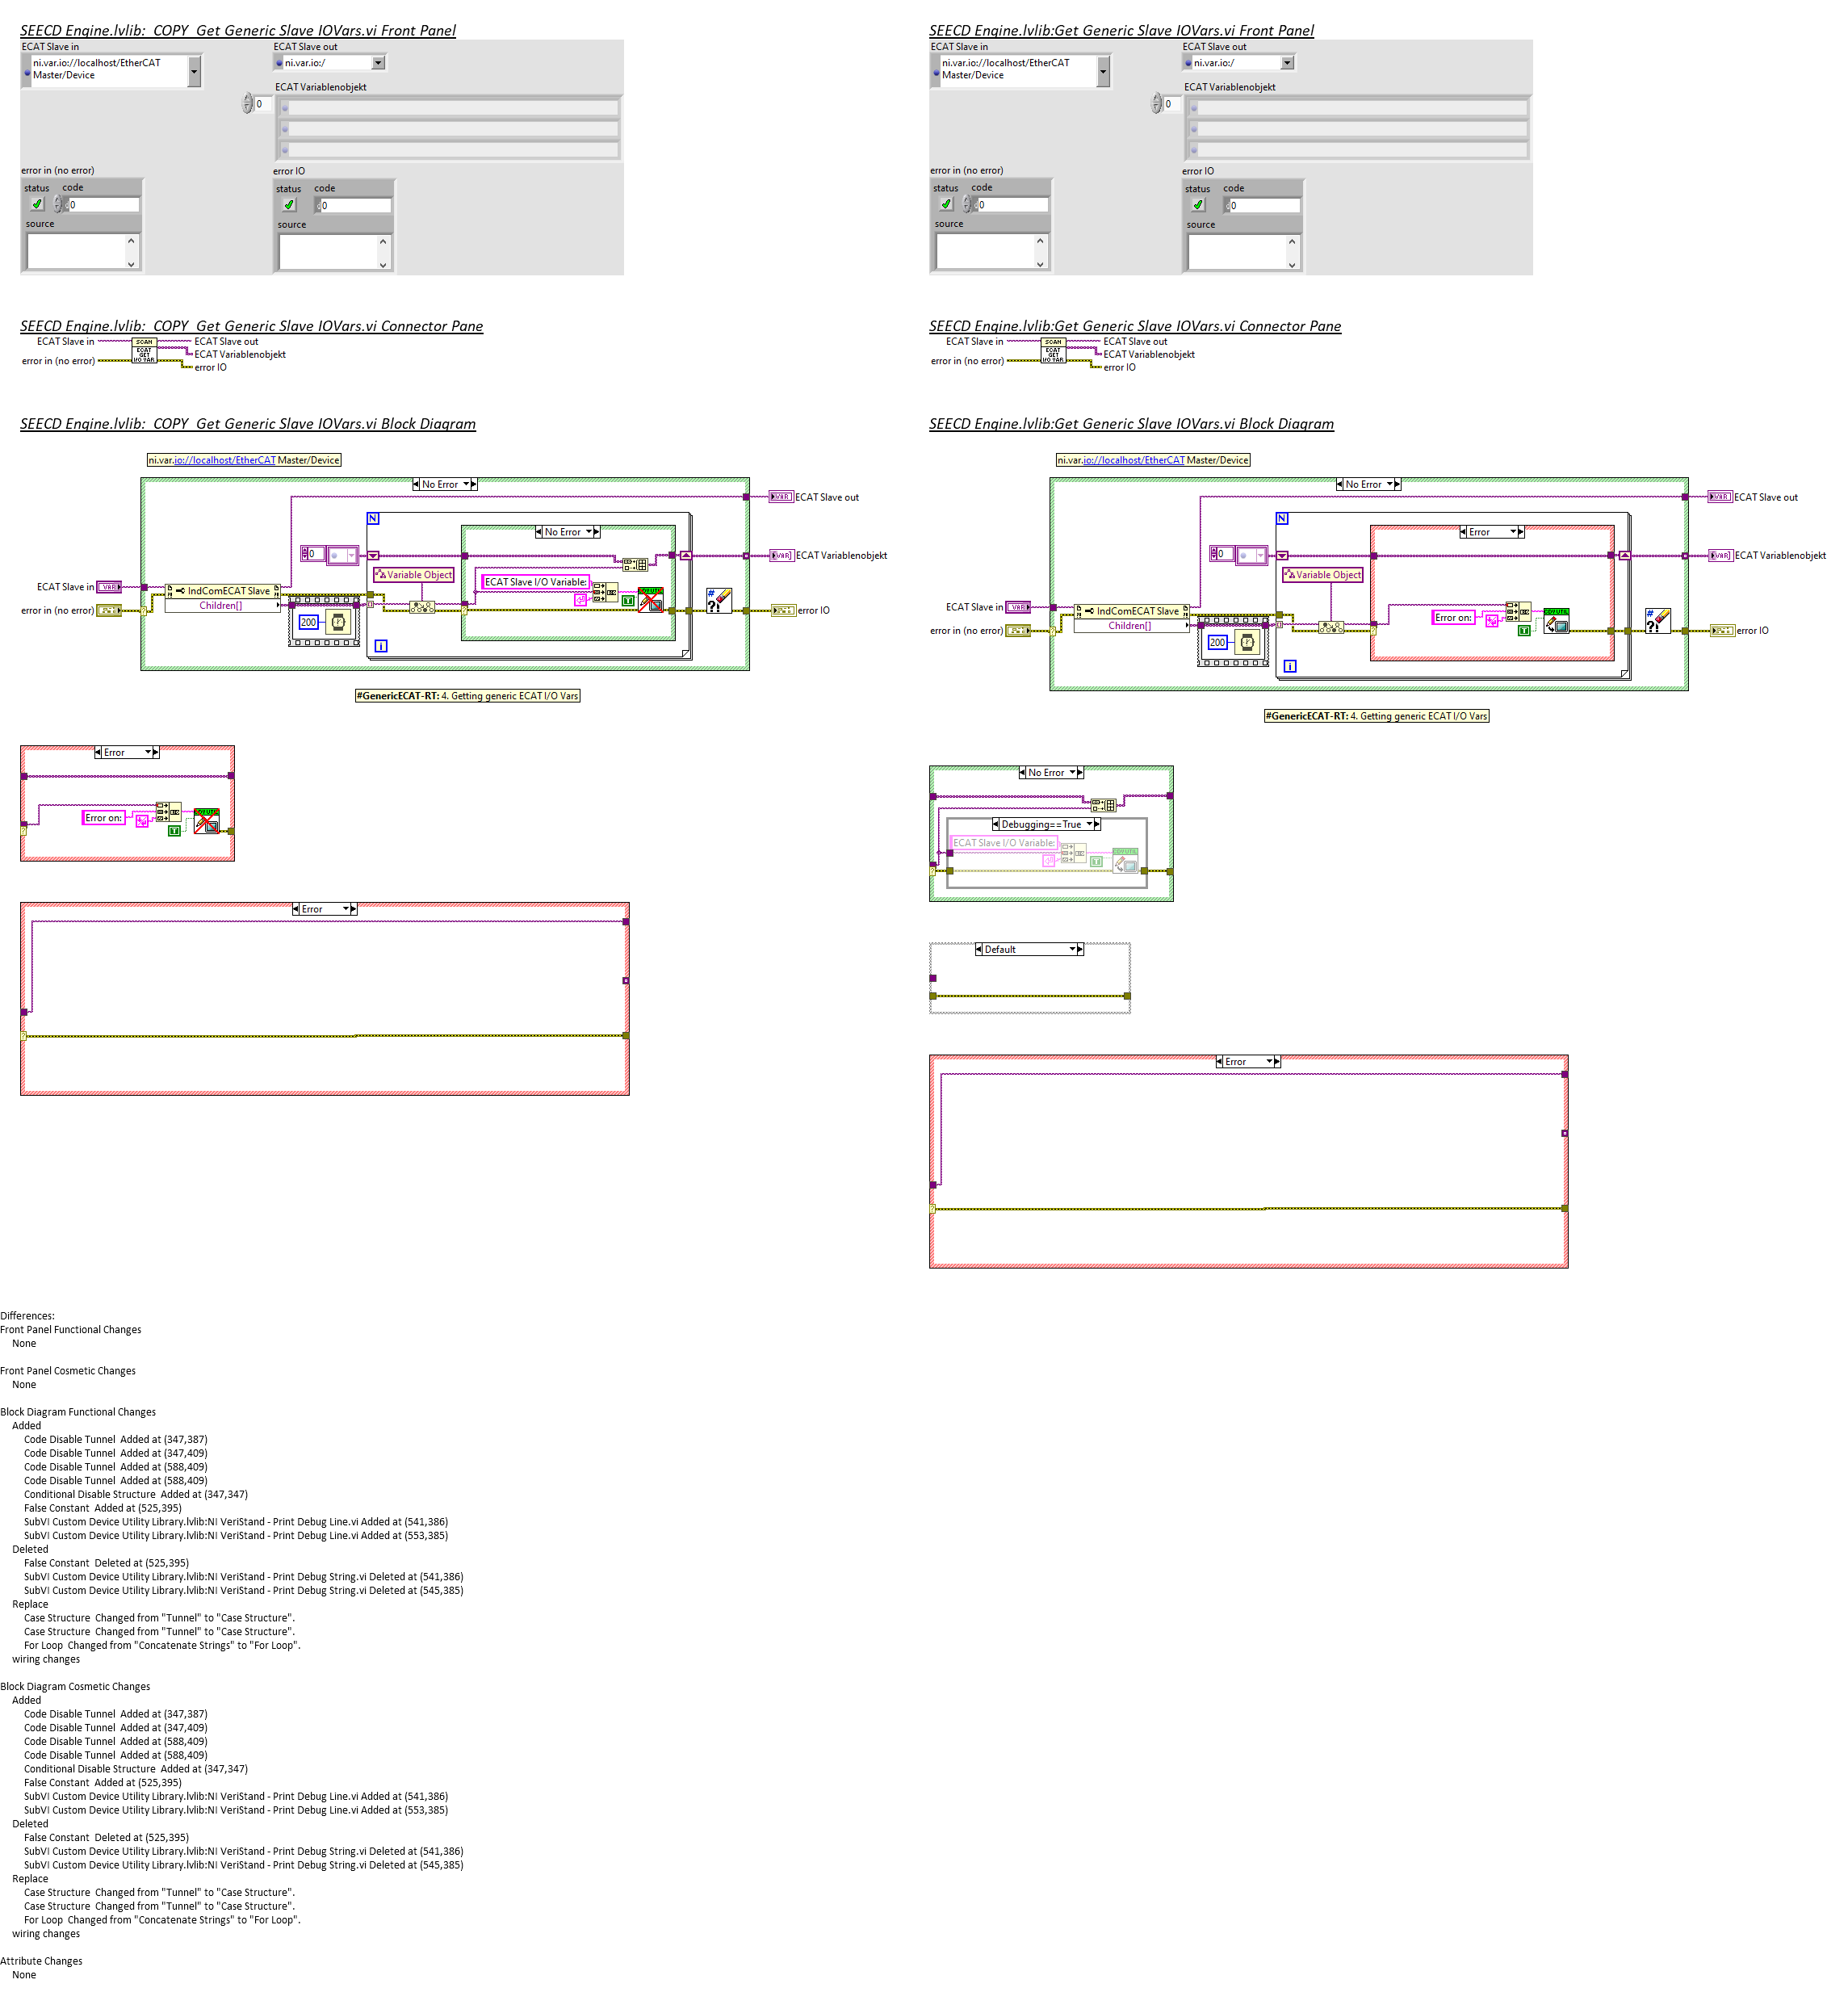 SEECD Engine.lvlib:  COPY  Get Generic Slave IOVars.vi Front Panel
ECAT Slave in
ni.var.io://localhost/EtherCAT
Master/Device
ECAT Slave out
ni.var.io:/
ECAT Variablenobjekt
0
error in (no error)
status code
0
source
error IO
status code
0
source
SEECD Engine.lvlib:Get Generic Slave IOVars.vi Front Panel
ECAT Slave in
ni.var.io://localhost/EtherCAT
Master/Device
ECAT Slave out
ni.var.io:/
ECAT Variablenobjekt
0
error in (no error)
status code
0
source
error IO
status code
0
source
SEECD Engine.lvlib:  COPY  Get Generic Slave IOVars.vi Connector Pane
ECAT Slave in
SCAN
ECAT Slave out
ECAT
GET
I/O VAR
ECAT Variablenobjekt
error in (no error)
error IO
SEECD Engine.lvlib:Get Generic Slave IOVars.vi Connector Pane
ECAT Slave in
SCAN
ECAT Slave out
ECAT
GET
I/O VAR
ECAT Variablenobjekt
error in (no error)
error IO
SEECD Engine.lvlib:  COPY  Get Generic Slave IOVars.vi Block Diagram
ni.var.io://localhost/EtherCAT Master/Device
No Error
ECAT Slave out
N
No Error
0
ECAT Variablenobjekt
Variable Object
ECAT Slave in
IndComECAT Slave
ECAT Slave I/O Variable:
T
error in (no error)
Children[]
error IO
200
i
#GenericECAT-RT: 4. Getting generic ECAT I/O Vars
Error
Error on:
T
Error
SEECD Engine.lvlib:Get Generic Slave IOVars.vi Block Diagram
ni.var.io://localhost/EtherCAT Master/Device
No Error
ECAT Slave out
N
Error
0
ECAT Variablenobjekt
Variable Object
ECAT Slave in
IndComECAT Slave
Error on:
T
error in (no error)
Children[]
error IO
200
i
#GenericECAT-RT: 4. Getting generic ECAT I/O Vars
No Error
Debugging==True
ECAT Slave I/O Variable:
T
Default
Error
Differences:
Front Panel Functional Changes
None
Front Panel Cosmetic Changes
None
Block Diagram Functional Changes
Added
Code Disable Tunnel  Added at (347,387)
Code Disable Tunnel  Added at (347,409)
Code Disable Tunnel  Added at (588,409)
Code Disable Tunnel  Added at (588,409)
Conditional Disable Structure  Added at (347,347)
False Constant  Added at (525,395)
SubVI Custom Device Utility Library.lvlib:NI VeriStand - Print Debug Line.vi Added at (541,386)
SubVI Custom Device Utility Library.lvlib:NI VeriStand - Print Debug Line.vi Added at (553,385)
Deleted
False Constant  Deleted at (525,395)
SubVI Custom Device Utility Library.lvlib:NI VeriStand - Print Debug String.vi Deleted at (541,386)
SubVI Custom Device Utility Library.lvlib:NI VeriStand - Print Debug String.vi Deleted at (545,385)
Replace
Case Structure  Changed from "Tunnel" to "Case Structure".
Case Structure  Changed from "Tunnel" to "Case Structure".
For Loop  Changed from "Concatenate Strings" to "For Loop".
wiring changes
Block Diagram Cosmetic Changes
Added
Code Disable Tunnel  Added at (347,387)
Code Disable Tunnel  Added at (347,409)
Code Disable Tunnel  Added at (588,409)
Code Disable Tunnel  Added at (588,409)
Conditional Disable Structure  Added at (347,347)
False Constant  Added at (525,395)
SubVI Custom Device Utility Library.lvlib:NI VeriStand - Print Debug Line.vi Added at (541,386)
SubVI Custom Device Utility Library.lvlib:NI VeriStand - Print Debug Line.vi Added at (553,385)
Deleted
False Constant  Deleted at (525,395)
SubVI Custom Device Utility Library.lvlib:NI VeriStand - Print Debug String.vi Deleted at (541,386)
SubVI Custom Device Utility Library.lvlib:NI VeriStand - Print Debug String.vi Deleted at (545,385)
Replace
Case Structure  Changed from "Tunnel" to "Case Structure".
Case Structure  Changed from "Tunnel" to "Case Structure".
For Loop  Changed from "Concatenate Strings" to "For Loop".
wiring changes
Attribute Changes
None